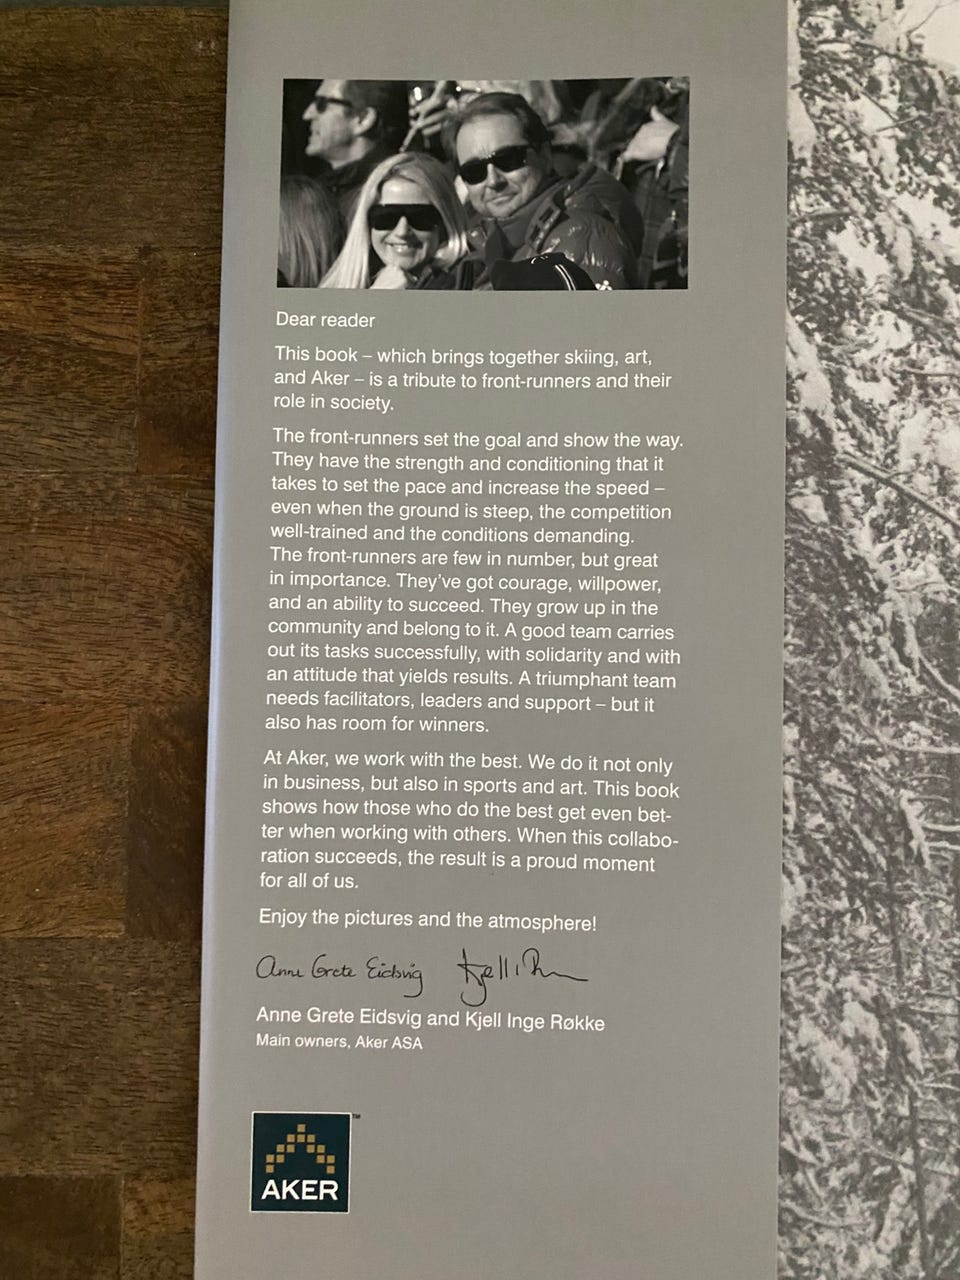 Dear reader
This book – which brings together skiing, art,
and Aker – is a tribute to front-runners and their
role in society.
The front-runners set the goal and show the way.
They have the strength and conditioning that it
takes to set the pace and increase the speed –
even when the ground is steep, the competition
well-trained and the conditions demanding.
The front-runners are few in number, but great
in importance. They've got courage, willpower,
and an ability to succeed. They grow up in the
community and belong to it. A good team carries
out its tasks successfully, with solidarity and with
an attitude that yields results. A triumphant team
needs facilitators, leaders and support – but it
also has room for winners.
At Aker, we work with the best. We do it not only
in business, but also in sports and art. This book
shows how those who do the best get even bet-
ter when working with others. When this collabo-
ration succeeds, the result is a proud moment
for all of us.
Enjoy the pictures and the atmosphere!
Anne Grete Eidsvig
Anne Grete Eidsvig and Kjell Inge Røkke
Main owners, Aker ASA
AKER™